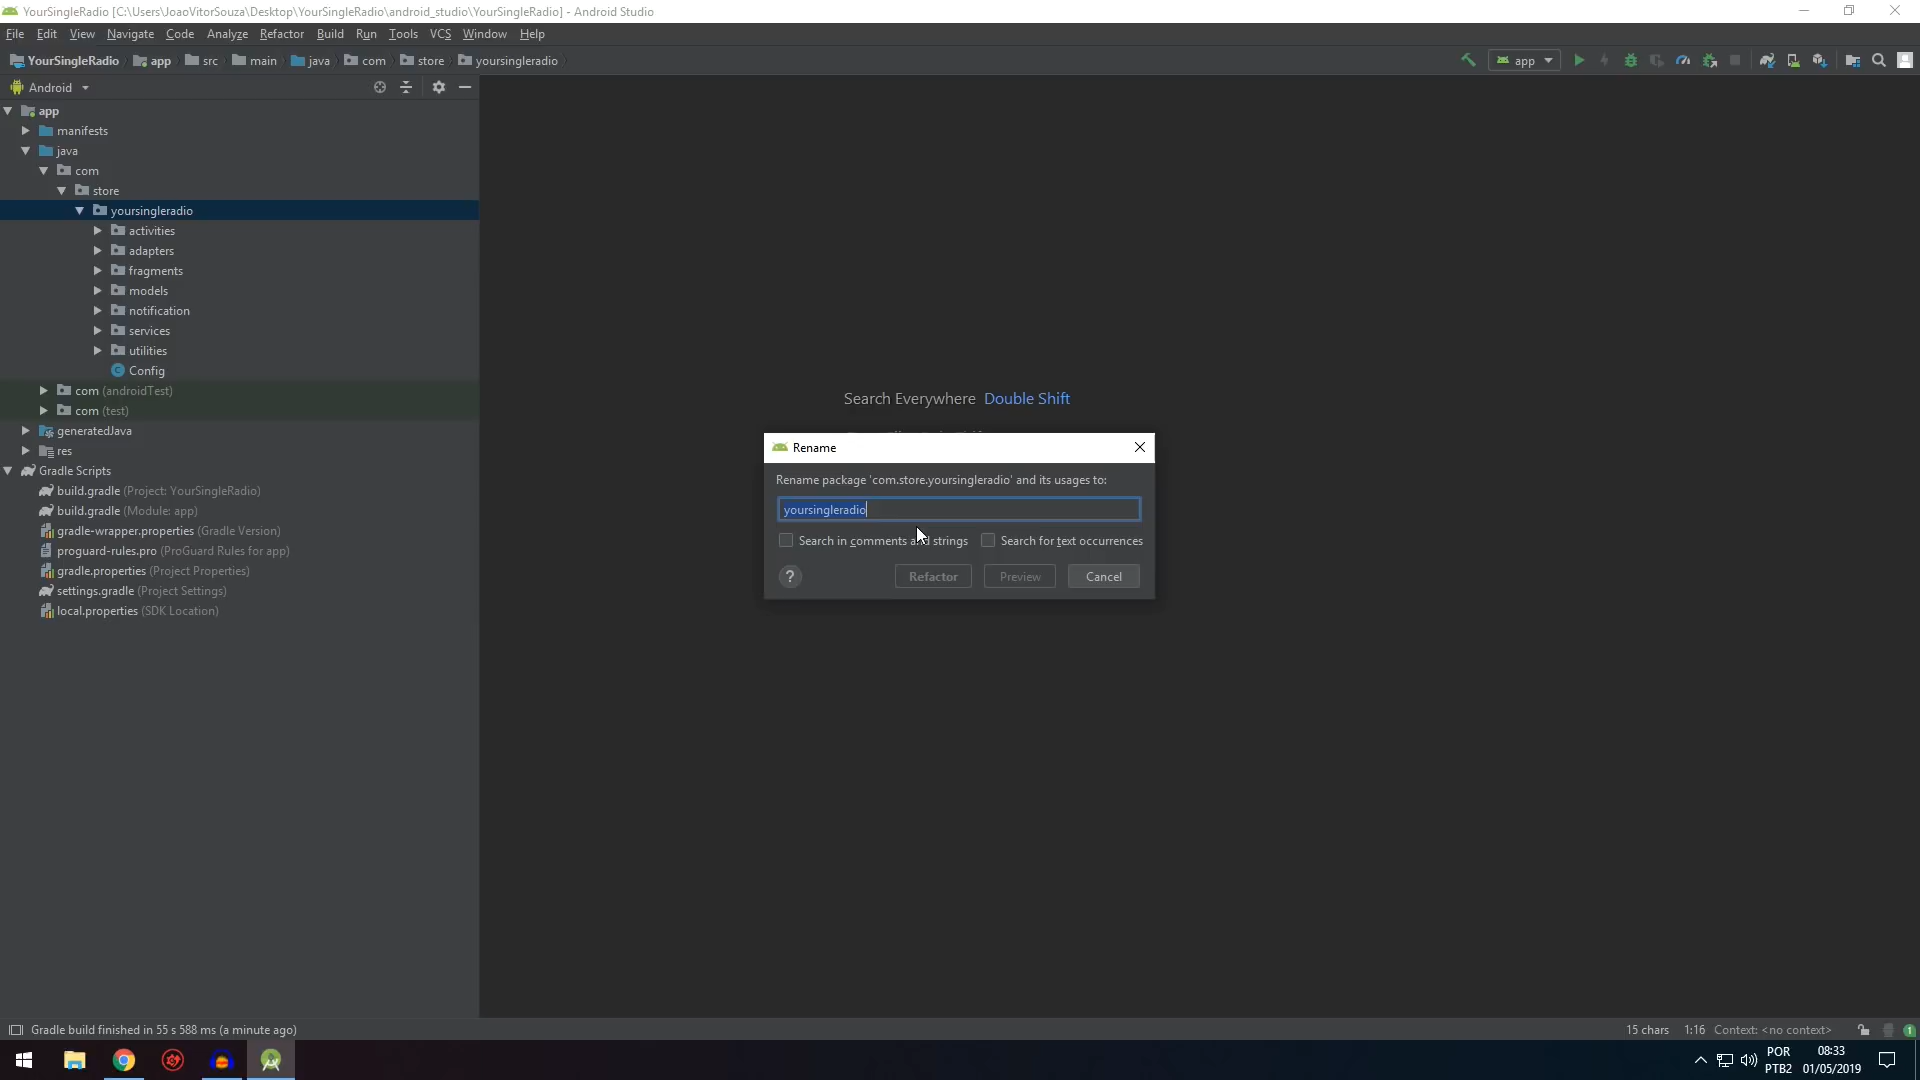 YourSingleRadio [C:\Users\JoaoVitorSouza\Desktop\YourSingleRadio\android_studio\YourSingleRadio] - Android Studio
File Edit View Navigate Code Analyze Refactor Build Run Tools VCS Window Help
YourSingleRadio app src main java com store yoursingleradio
app
Android
app
manifests
java
com
store
yoursingleradio
activities
adapters
fragments
models
notification
services
utilities
Config
com (androidTest)
com (test)
generatedJava
res
Gradle Scripts
build.gradle (Project: YourSingleRadio)
build.gradle (Module: app)
gradle-wrapper.properties (Gradle Version)
proguard-rules.pro (ProGuard Rules for app)
gradle.properties (Project Properties)
settings.gradle (Project Settings)
local.properties (SDK Location)
Search Everywhere Double Shift
Rename
Rename package 'com.store.yoursingleradio' and its usages to:
yoursingleradio
Search in comments and strings Search for text occurrences
? Refactor Preview Cancel
Gradle build finished in 55 s 588 ms (a minute ago)
15 chars 1:16 Context: <no context>
1
POR
PTB2
08:33
01/05/2019